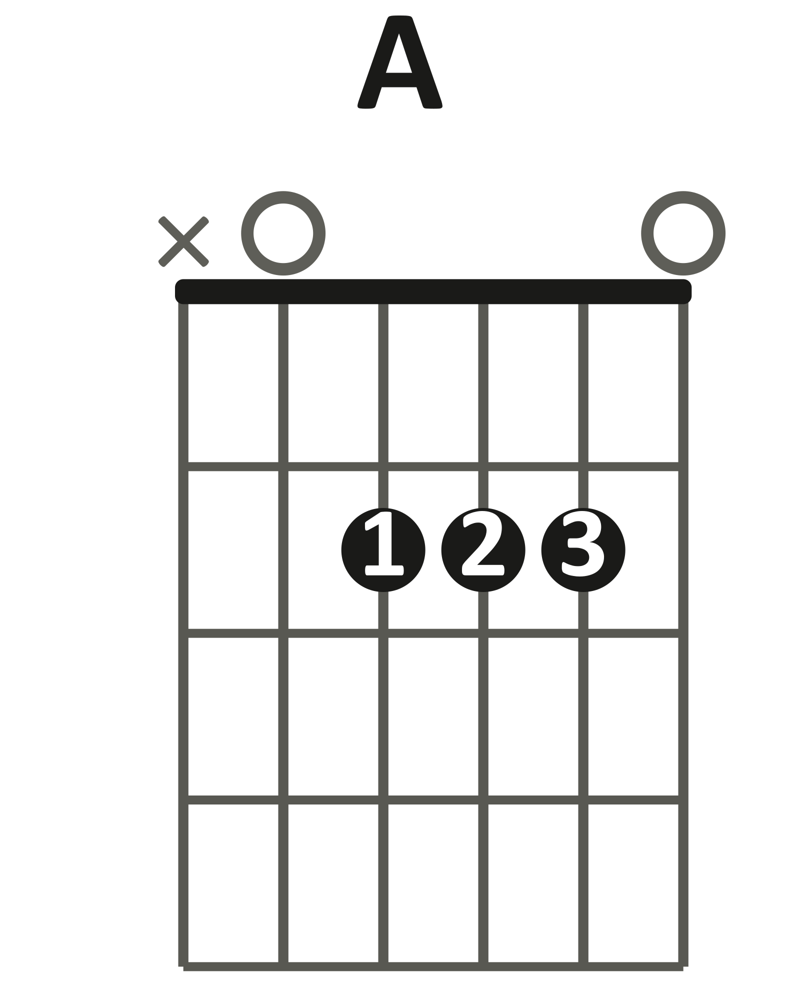 A
× ○ ○
1 2 3